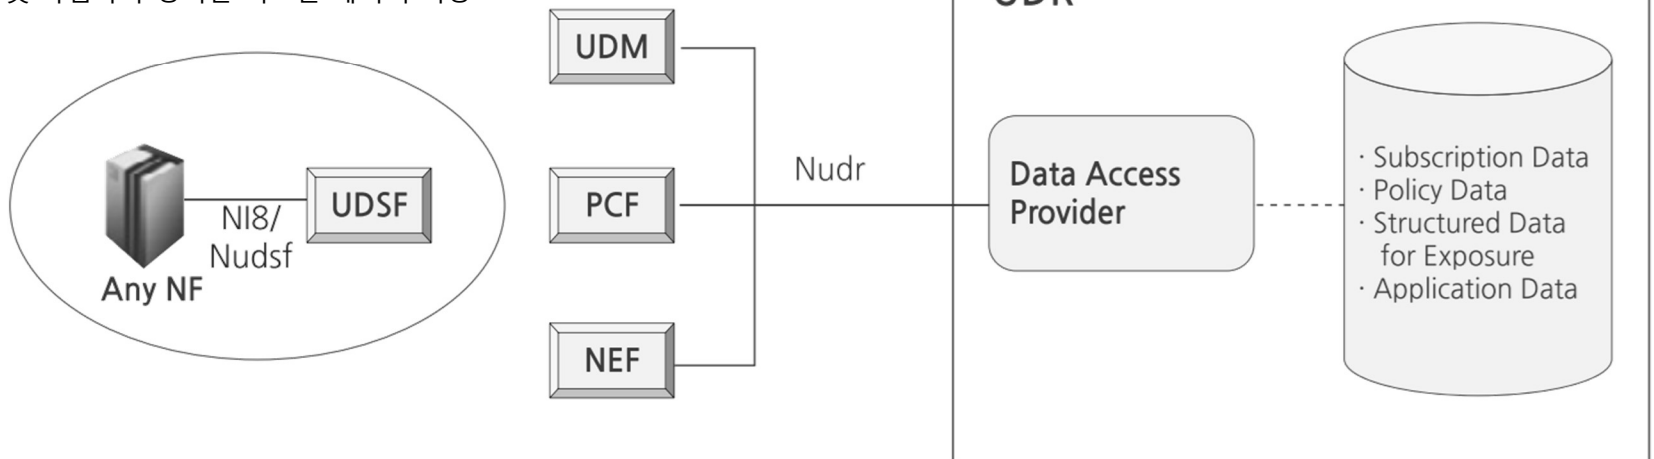 UDR
UDM
Any NF
NI8/
Nudsf
UDSF
PCF
NEF
Nudr
Data Access
Provider
· Subscription Data
· Policy Data
· Structured Data
for Exposure
· Application Data